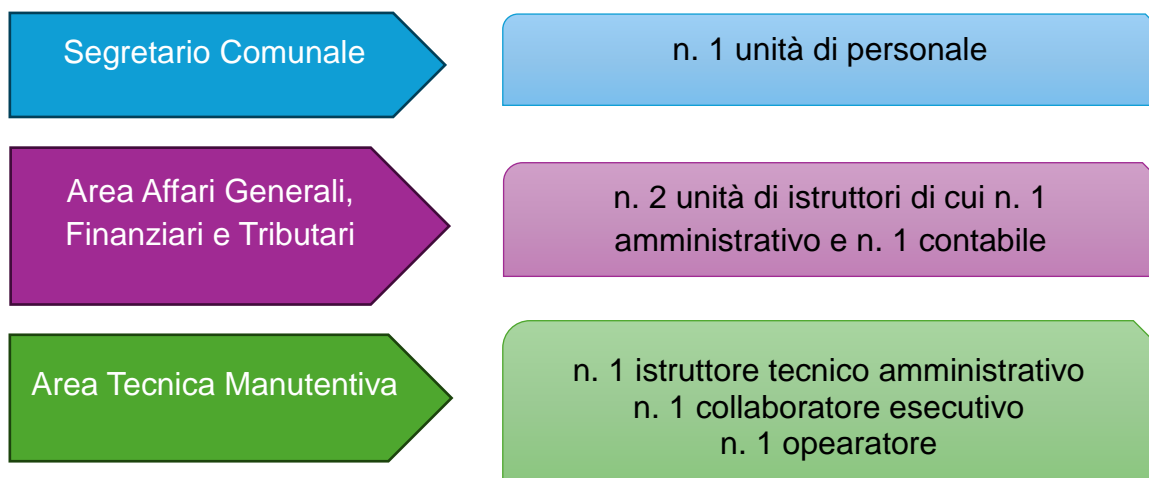 Segretario Comunale
n. 1 unità di personale
Area Affari Generali,
Finanziari e Tributari
n. 2 unità di istruttori di cui n. 1
amministrativo e n. 1 contabile
Area Tecnica Manutentiva
n. 1 istruttore tecnico amministrativo
n. 1 collaboratore esecutivo
n. 1 opearatore